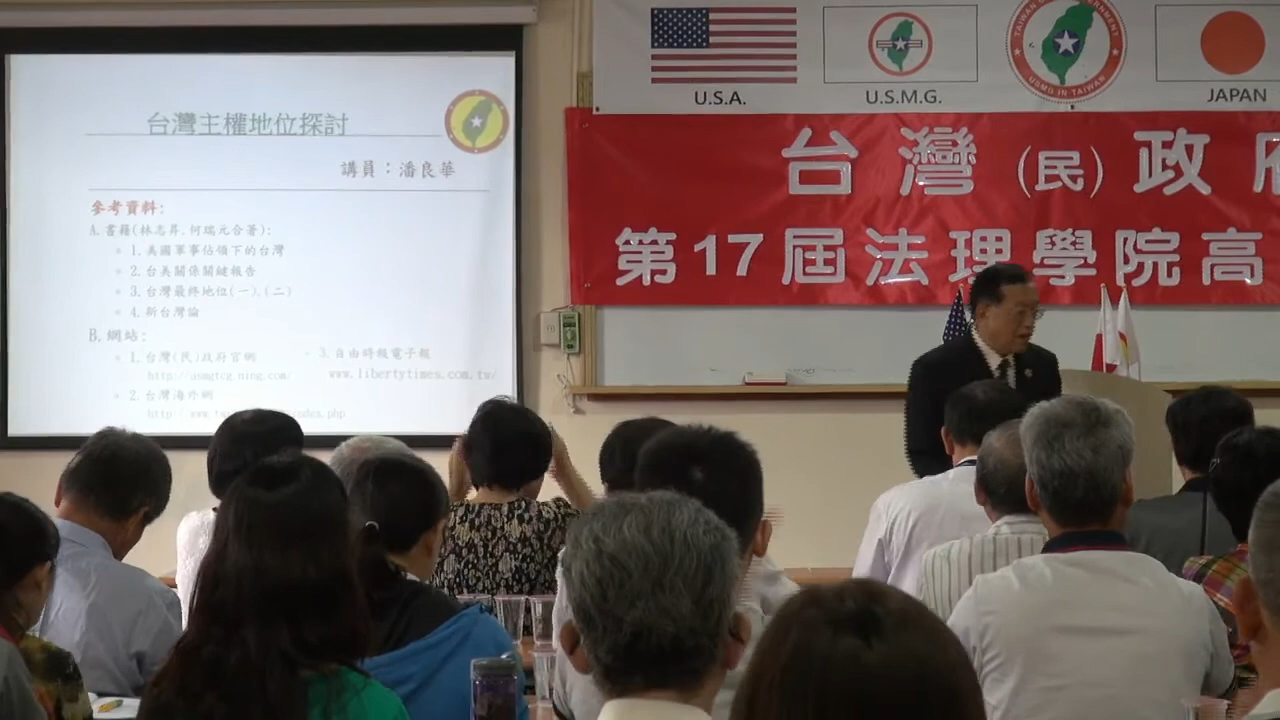 台灣主權地位探討
講員：潘良華
參考資料:
A.書籍(林志昇.何瑞元合著):
1.美國軍事佔領下的台灣
2.台美關係關鍵報告
3.台灣最終地位(一).(二)
4.新台灣論
B.網站:
1.台灣(民)政府官網
http://usmgtcg.ning.com/
2.台灣海外網
3.自由時報電子報
www.libertytimes.com.tw/
U.S.A.
U.S.M.G.
USMG IN TAIWAN
JAPAN
台灣(民)政府
第17屆法理學院高